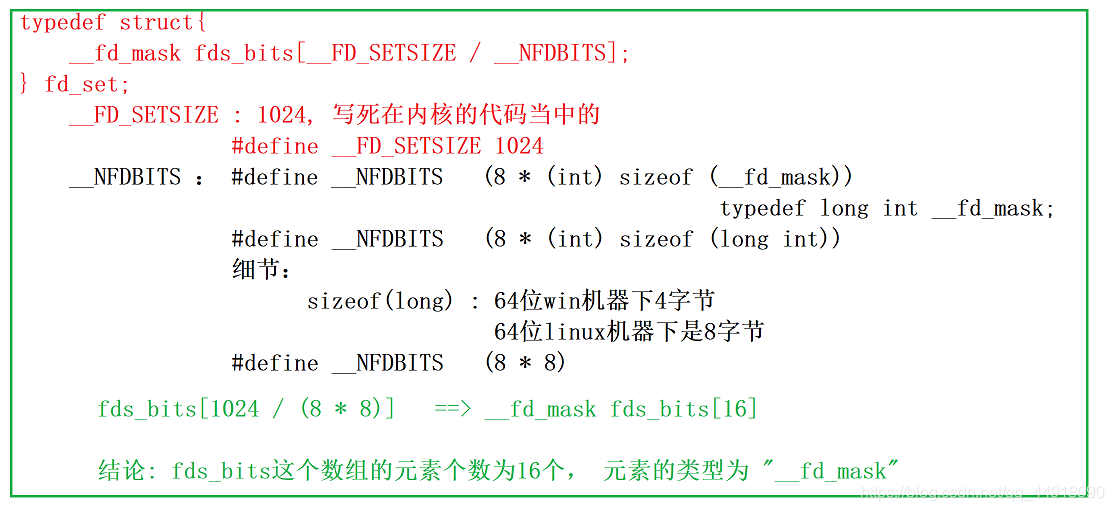 typedef struct{
__fd_mask fds_bits[__FD_SETSIZE / __NFDBITS];
} fd_set;
__FD_SETSIZE : 1024, 写死在内核的代码当中的
#define __FD_SETSIZE 1024
__NFDBITS : #define __NFDBITS (8 * (int) sizeof (__fd_mask))
typedef long int __fd_mask;
#define __NFDBITS (8 * (int) sizeof (long int))
细节:
sizeof(long) : 64位win机器下4字节
64位linux机器下是8字节
#define __NFDBITS (8 * 8)
fds_bits[1024 / (8 * 8)] ==> __fd_mask fds_bits[16]
结论: fds_bits这个数组的元素个数为16个, 元素的类型为 "__fd_mask"